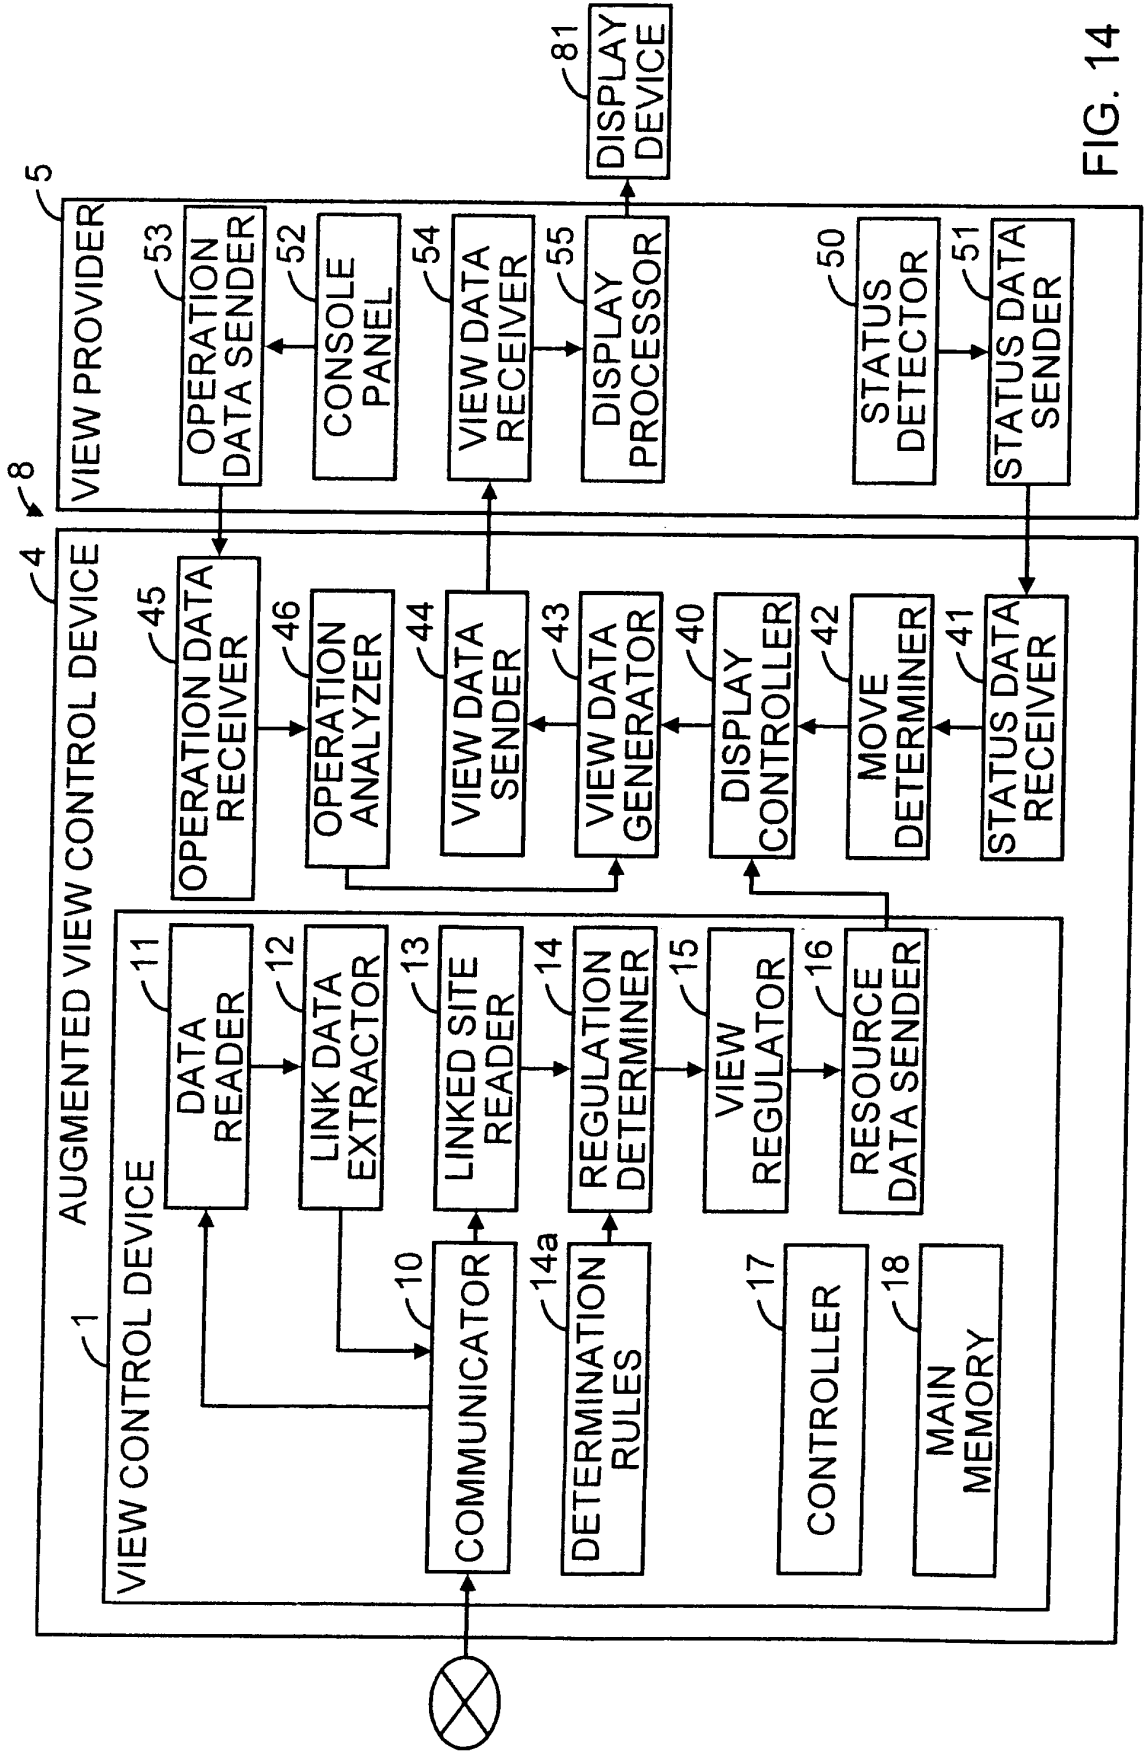 8
4
AUGMENTED VIEW CONTROL DEVICE
1
VIEW CONTROL DEVICE
10
COMMUNICATOR
11
DATA
READER
12
LINK DATA
EXTRACTOR
13
LINKED SITE
READER
14a
DETERMINATION
RULES
14
REGULATION
DETERMINER
15
VIEW
REGULATOR
16
RESOURCE
DATA SENDER
17
CONTROLLER
18
MAIN
MEMORY
45
OPERATION DATA
RECEIVER
46
OPERATION
ANALYZER
44
VIEW DATA
SENDER
43
VIEW DATA
GENERATOR
40
DISPLAY
CONTROLLER
42
MOVE
DETERMINER
41
STATUS DATA
RECEIVER
5
VIEW PROVIDER
53
OPERATION
DATA SENDER
52
CONSOLE
PANEL
54
VIEW DATA
RECEIVER
55
DISPLAY
PROCESSOR
50
STATUS
DETECTOR
51
STATUS DATA
SENDER
81
DISPLAY
DEVICE
FIG. 14